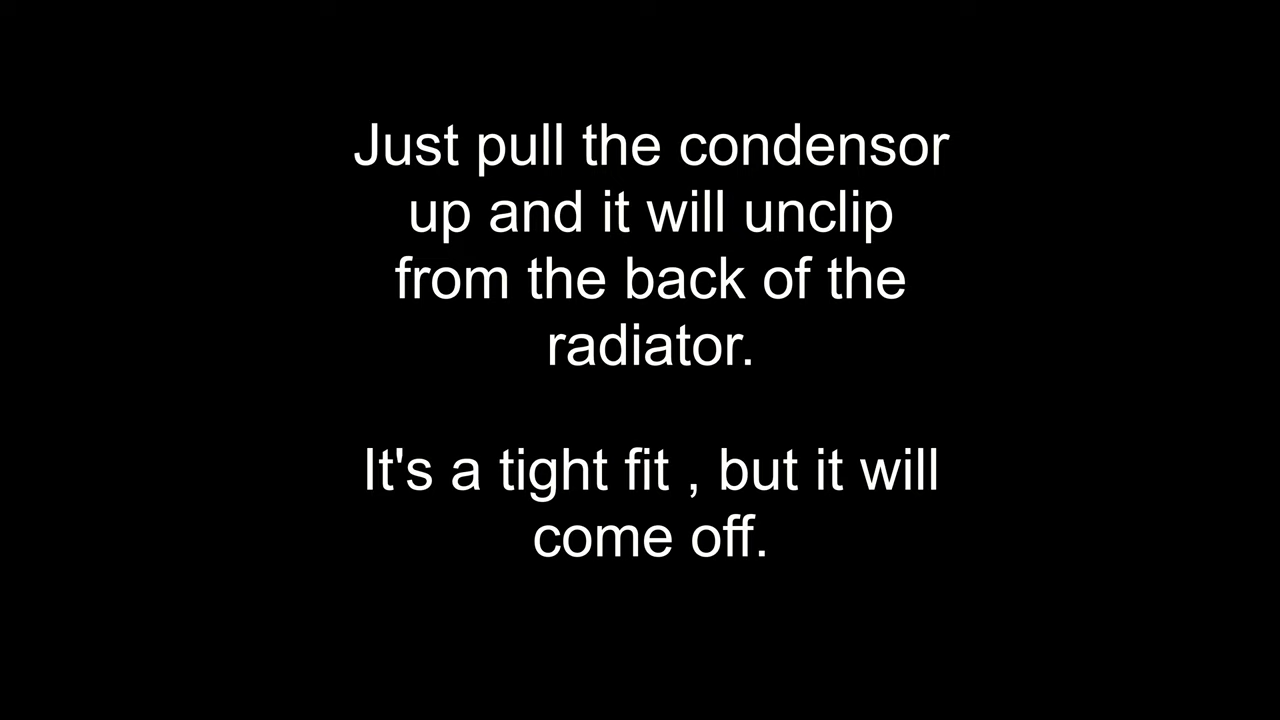 Just pull the condensor
up and it will unclip
from the back of the
radiator.
It's a tight fit , but it will
come off.